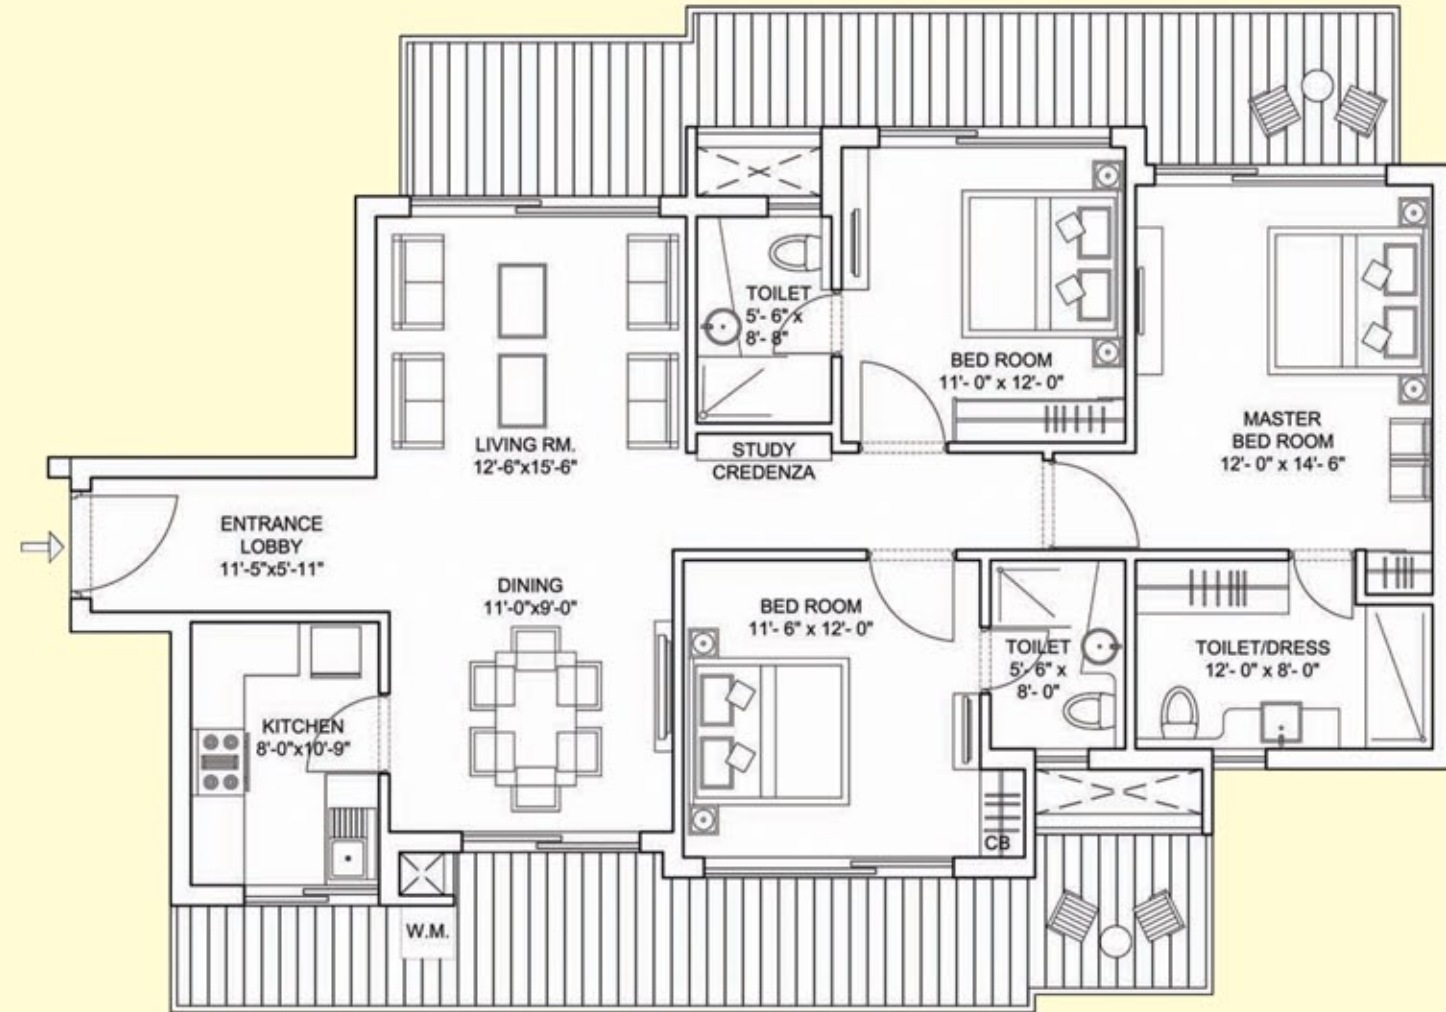 TOILET
5'- 6" x
8'- 8"
BED ROOM
11'- 0" x 12'- 0"
MASTER
BED ROOM
12'- 0" x 14'- 6"
LIVING RM.
12'-6"x15'-6"
STUDY
CREDENZA
ENTRANCE
LOBBY
11'-5"x5'-11"
DINING
11'-0"x9'-0"
BED ROOM
11'- 6" x 12'- 0"
TOILET
5'- 6" x
8'- 0"
TOILET/DRESS
12'- 0" x 8'- 0"
KITCHEN
8'-0"x10'-9"
CB
W.M.